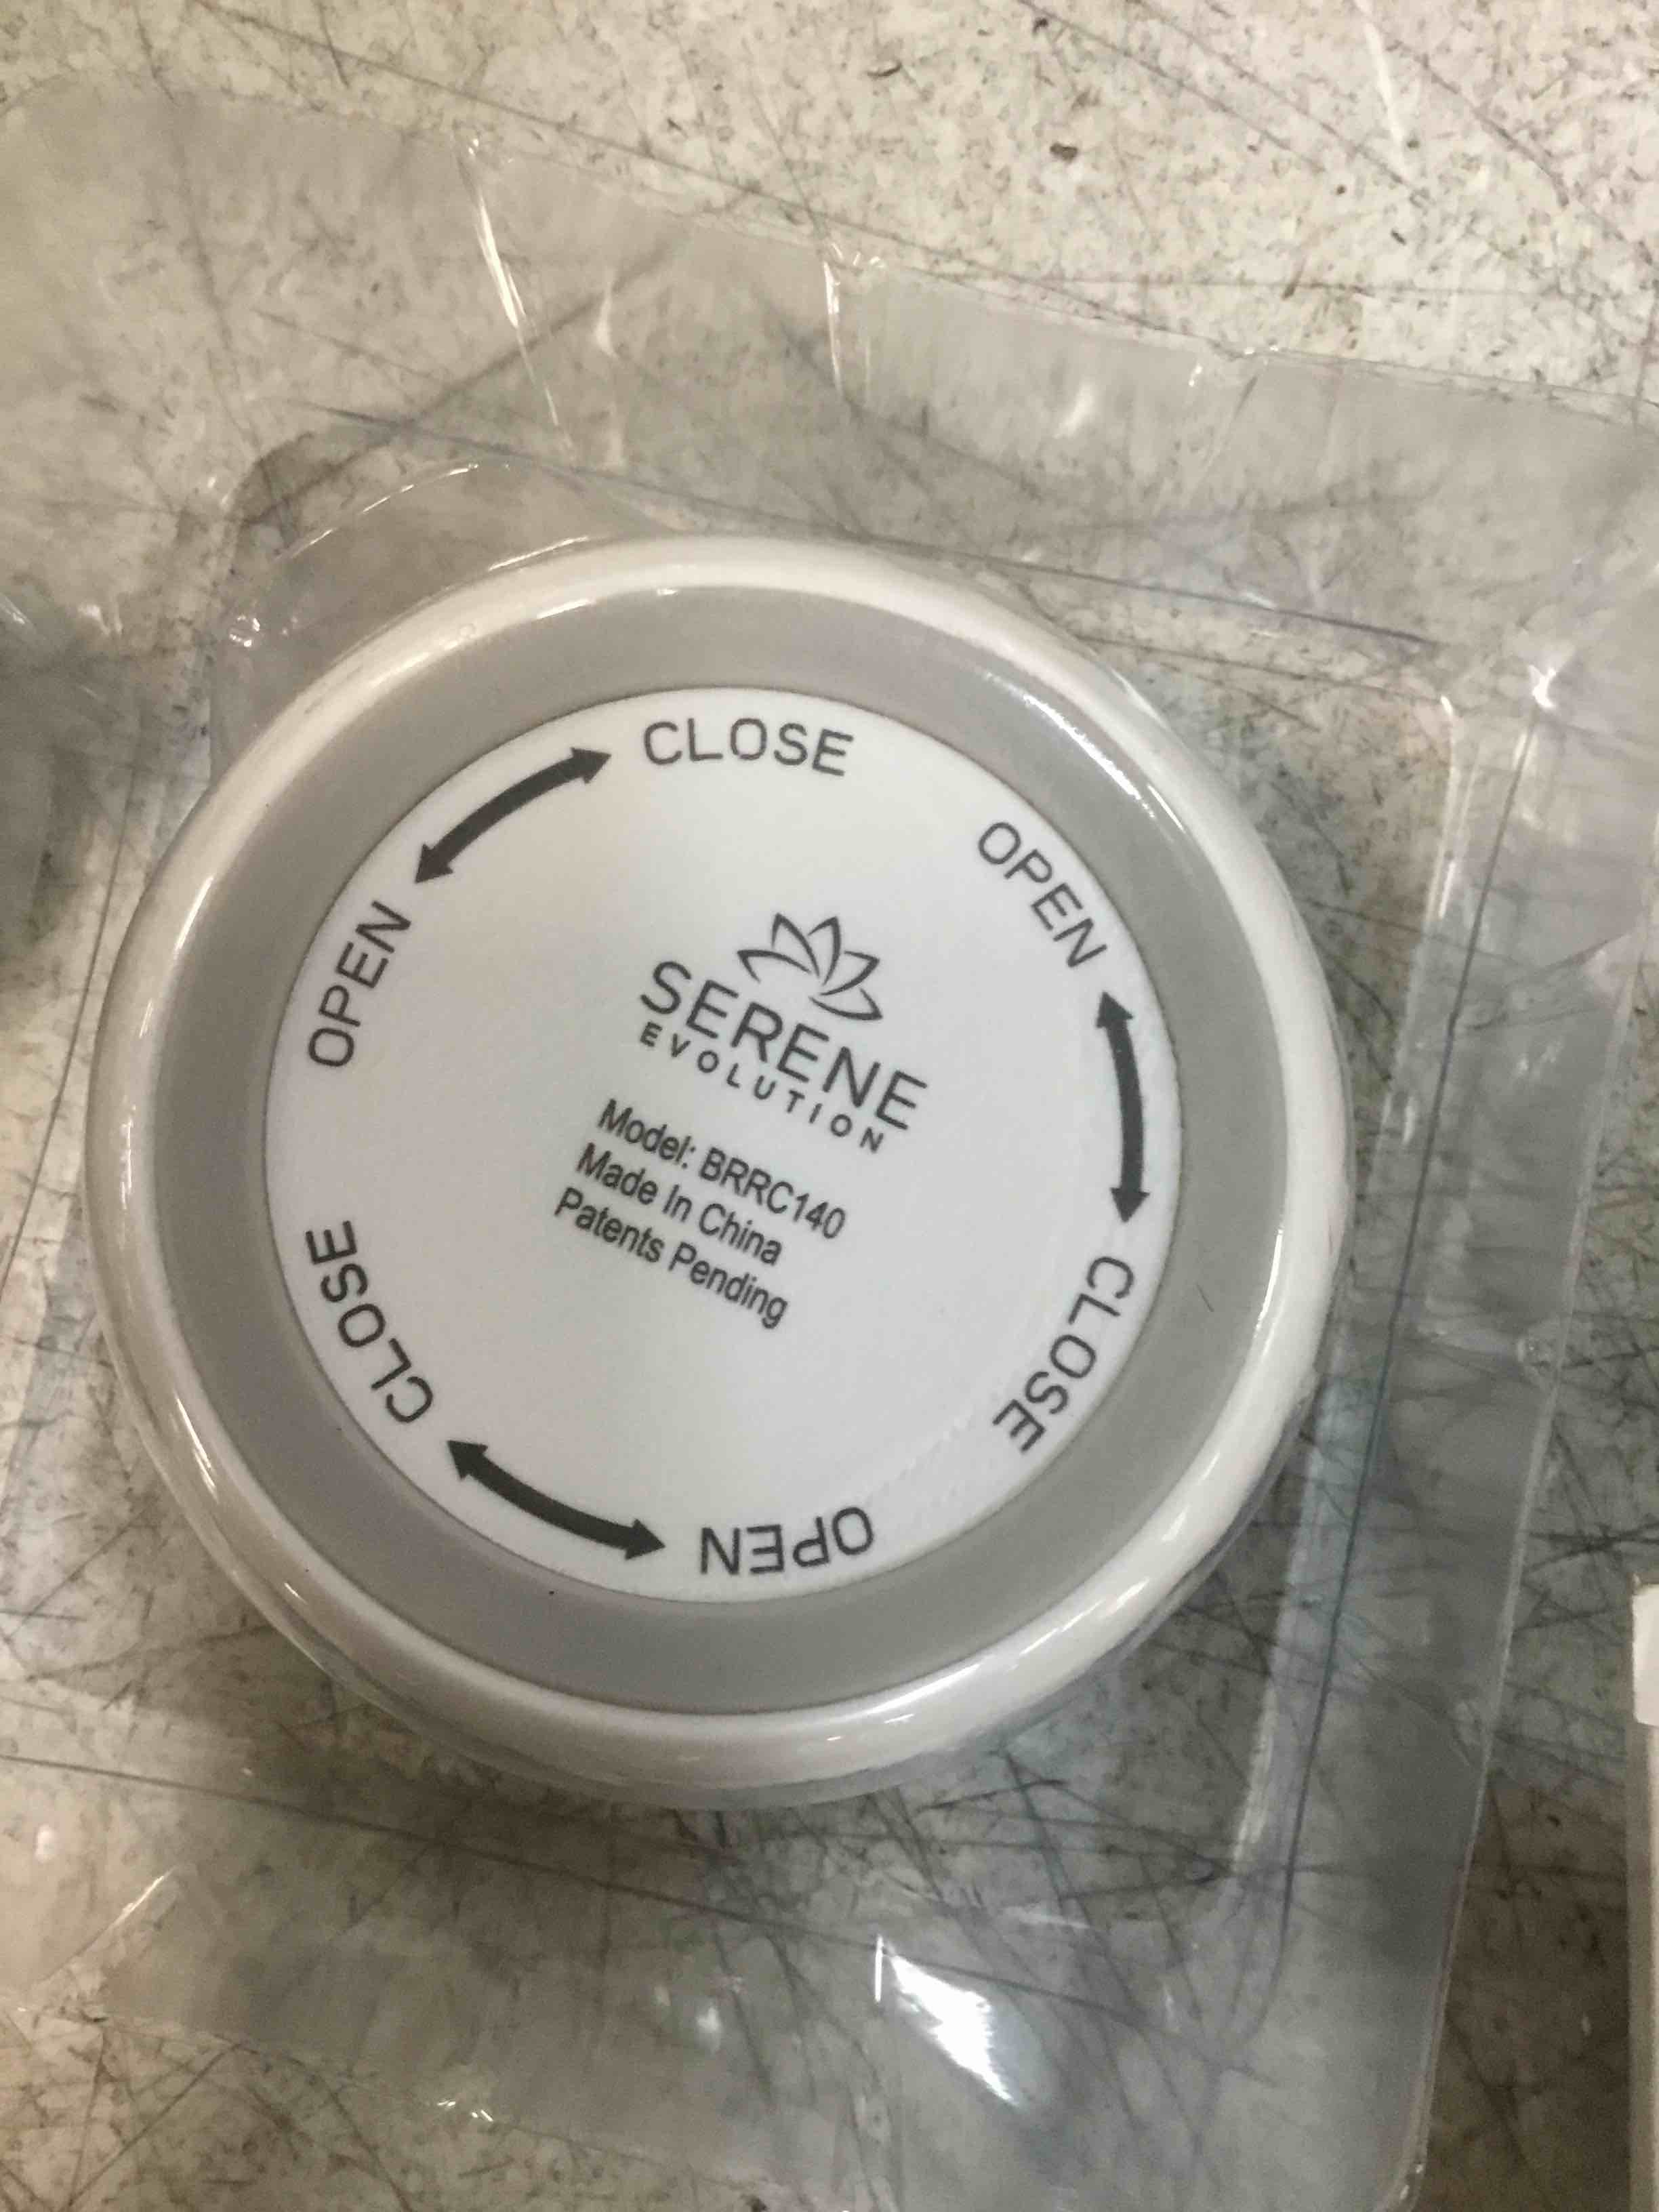 CLOSE
OPEN
CLOSE
OPEN
CLOSE
OPEN
SERENE
EVOLUTION
Model: BRRC140
Made In China
Patents Pending